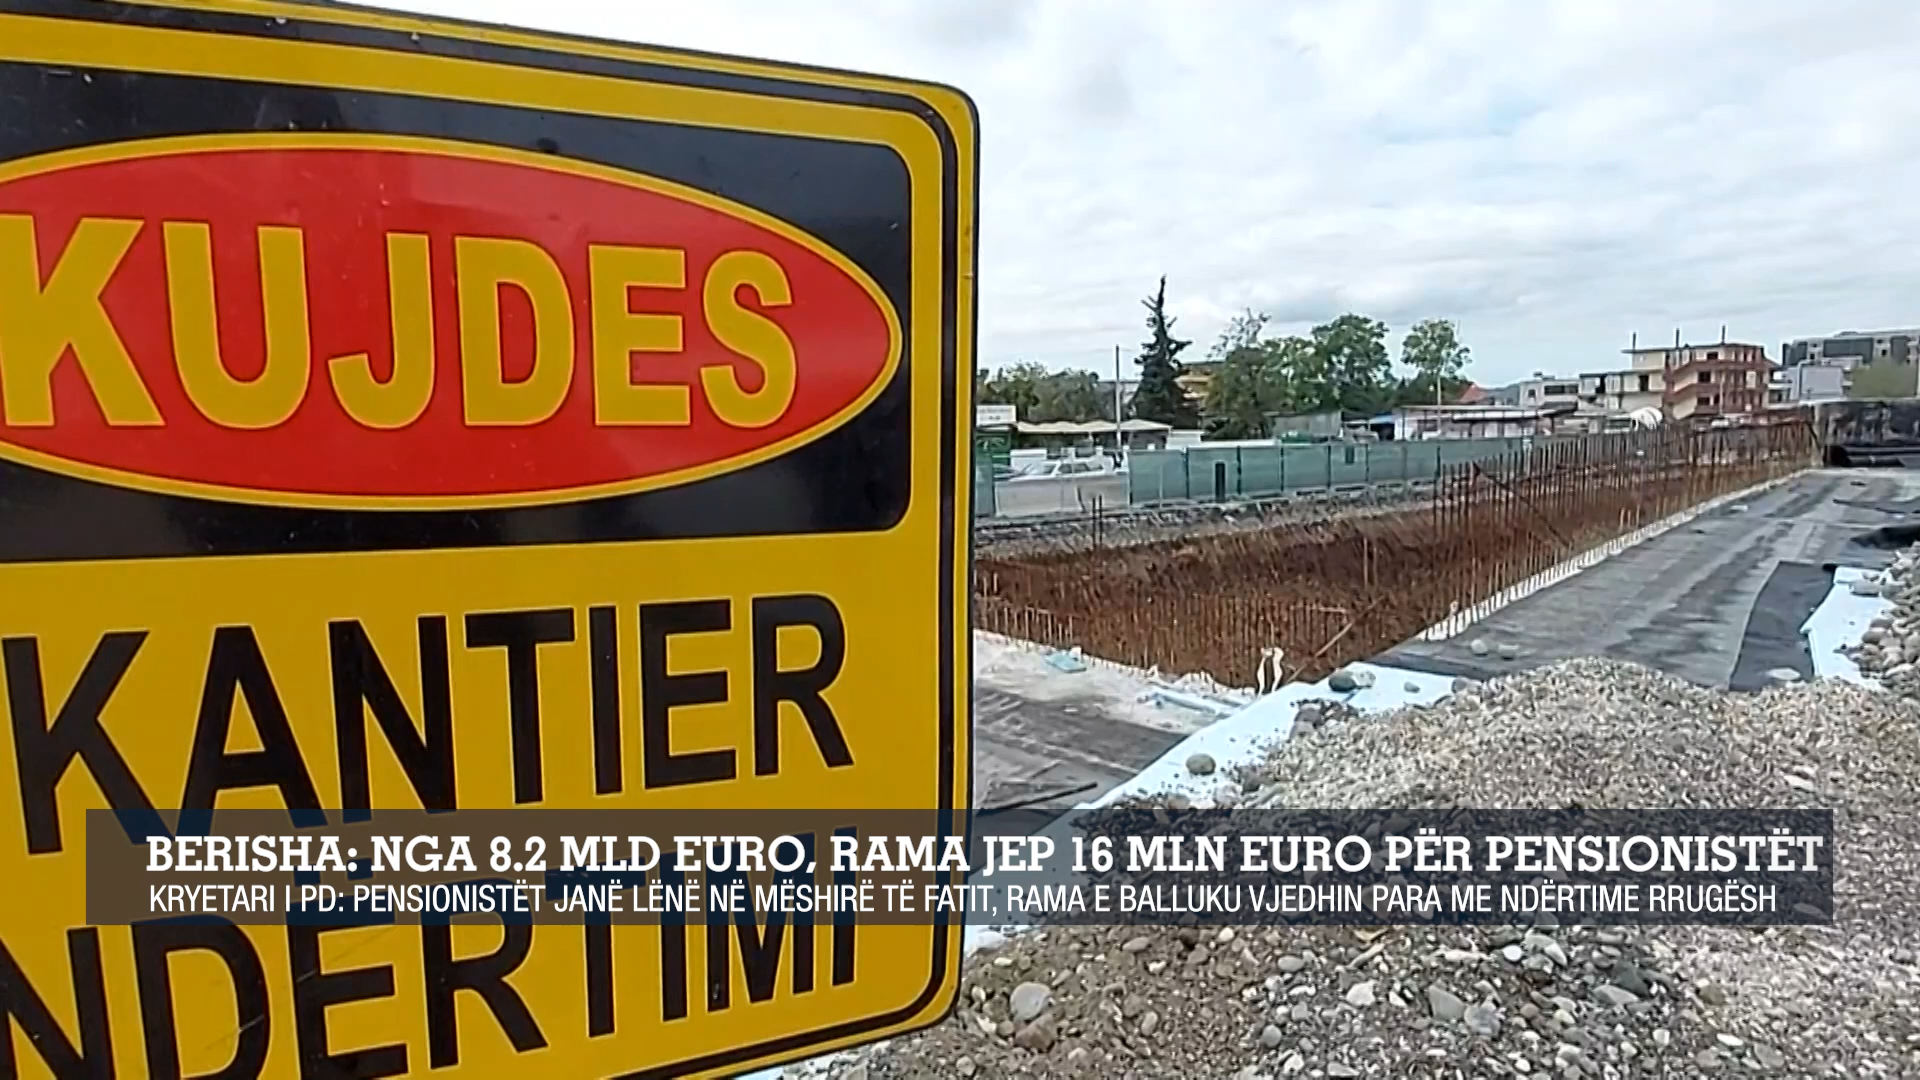 KUJDES
KANTIER
NDËRTIMI
BERISHA: NGA 8.2 MLD EURO, RAMA JEP 16 MLN EURO PËR PENSIONISTËT
KRYETARI I PD: PENSIONISTËT JANË LËNË NË MËSHIRË TË FATIT, RAMA E BALLUKU VJEDHIN PARA ME NDËRTIME RRUGËSH